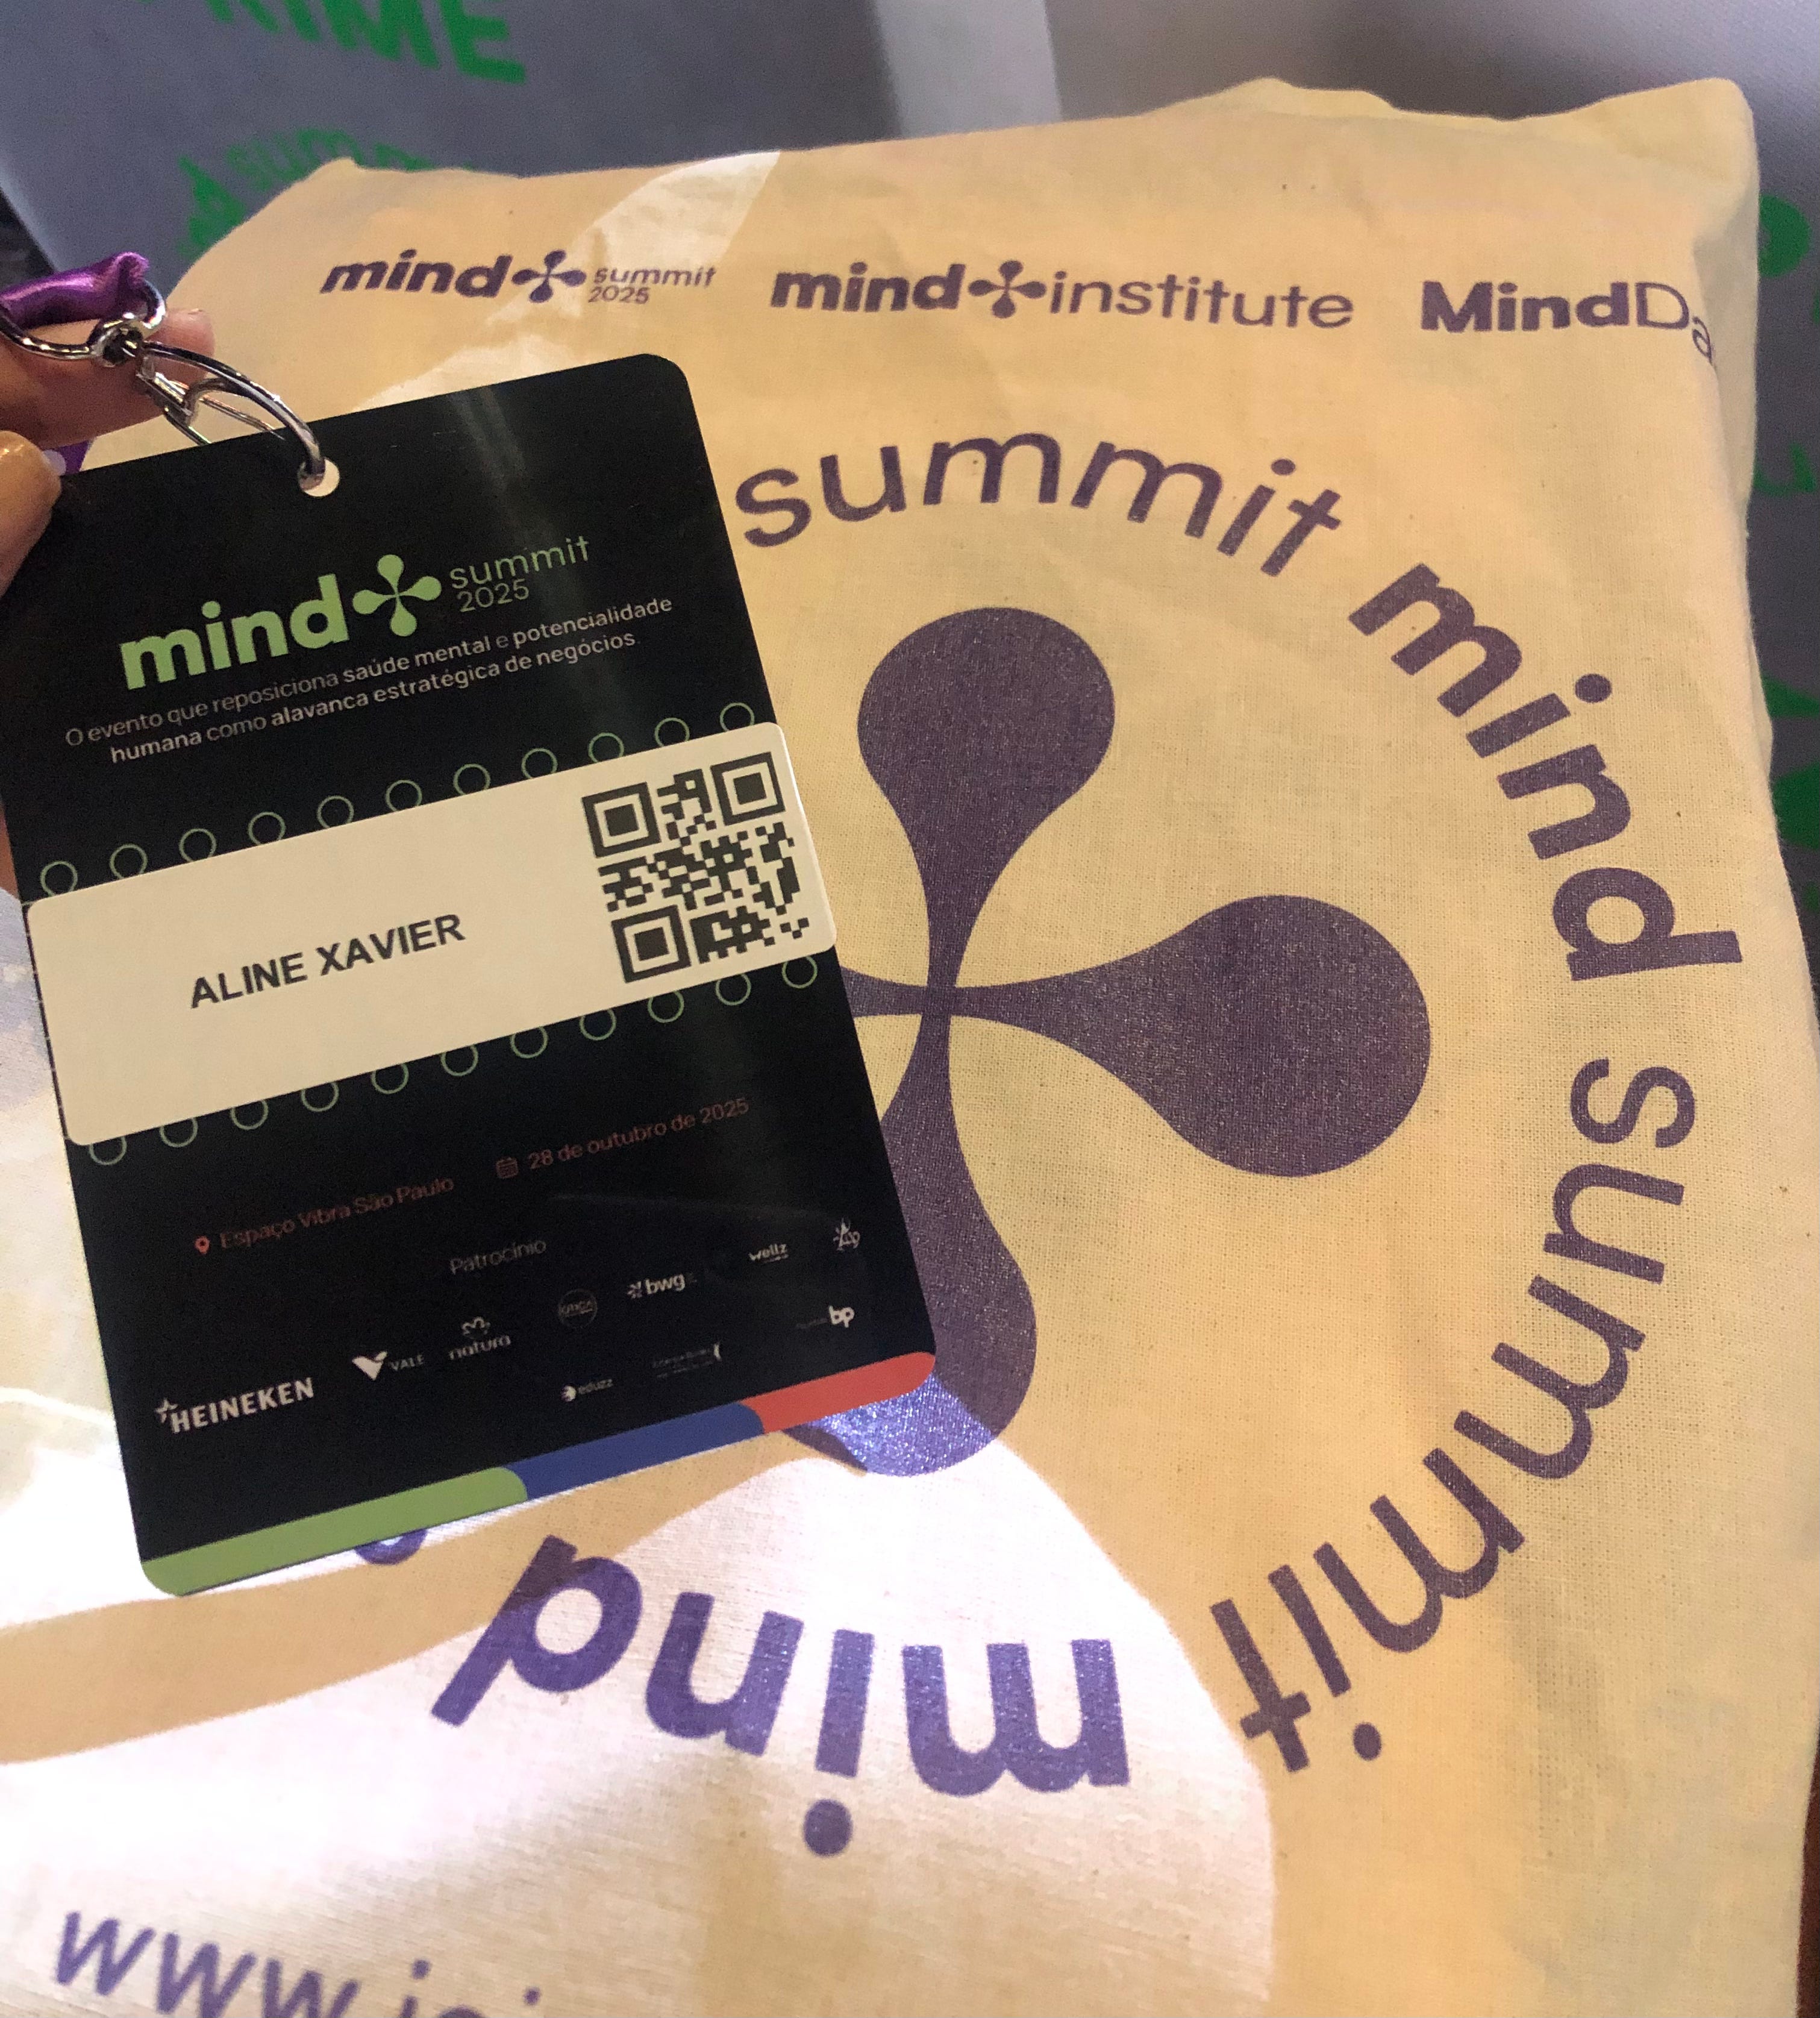 mind summit
2025
mind institute
MindDa
summit mind summit
mind
mind summit
2025
O evento que reposiciona saúde mental e potencialidade
humana como alavanca estratégica de negócios
ALINE XAVIER
Espaço Vibra São Paulo
28 de outubro de 2025
Patrocínio
HEINEKEN
VALE
natura
bwg
wellz
eduzz
bp
www.
summ